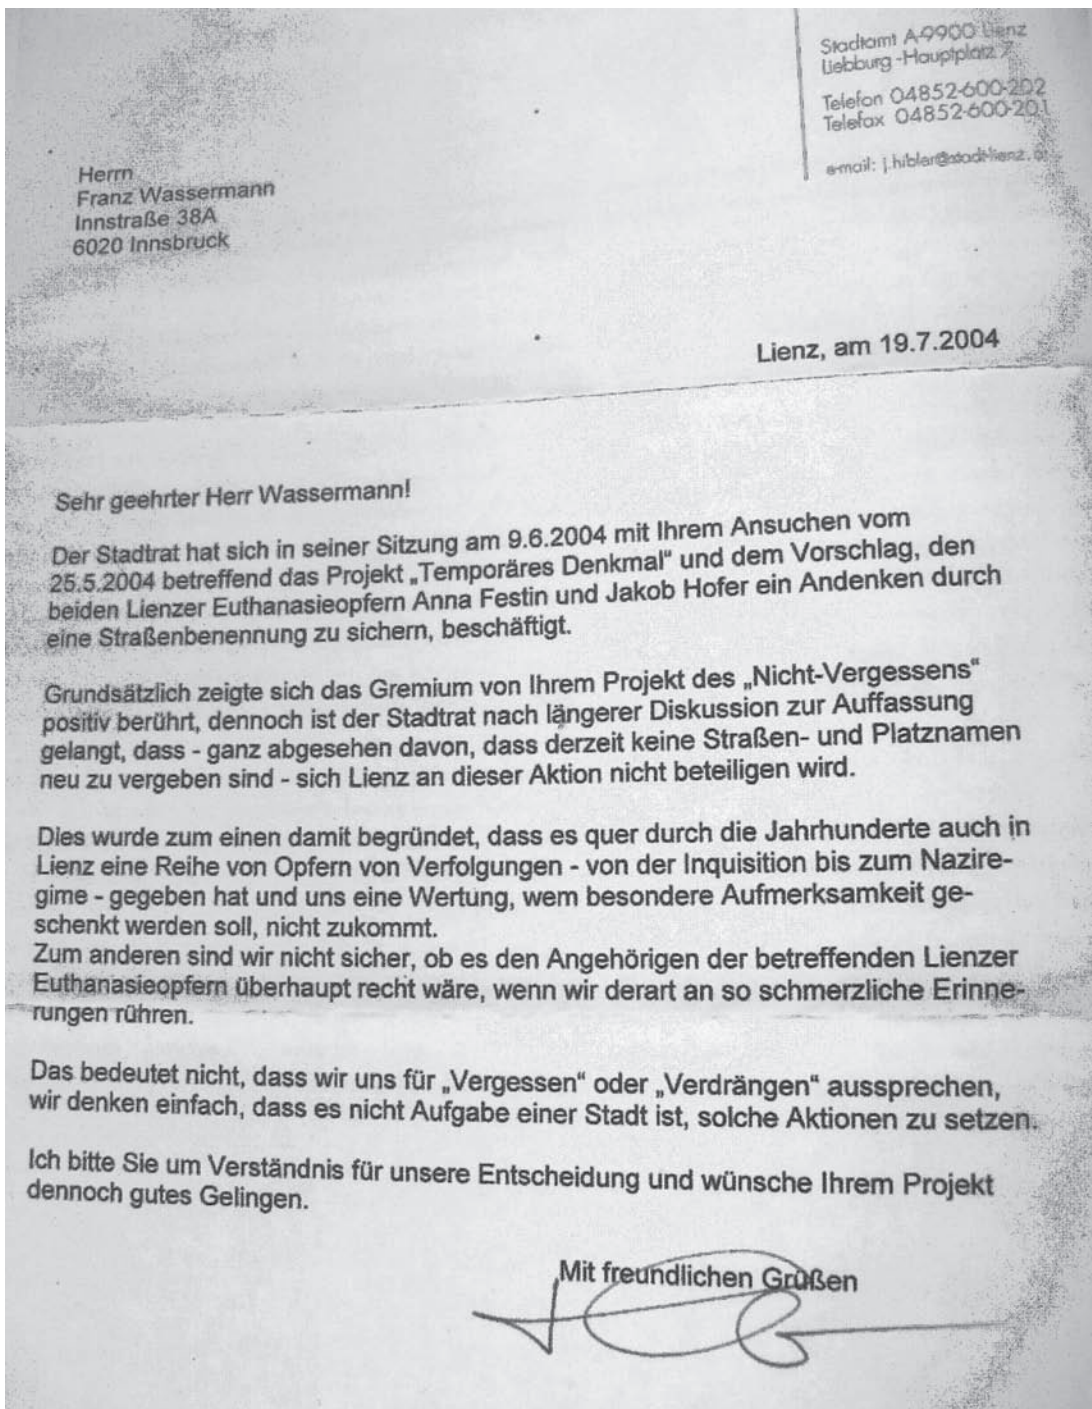 Stadtamt A-9900 Lienz
Liebburg - Hauptplatz 7
Telefon 04852-600-202
Telefax 04852-600-201
e-mail: j.hibler@stadt-lienz.at
Herrn
Franz Wassermann
Innstraße 38A
6020 Innsbruck
Lienz, am 19.7.2004
Sehr geehrter Herr Wassermann!
Der Stadtrat hat sich in seiner Sitzung am 9.6.2004 mit Ihrem Ansuchen vom
25.5.2004 betreffend das Projekt „Temporäres Denkmal“ und dem Vorschlag, den
beiden Lienzer Euthanasieopfern Anna Festin und Jakob Hofer ein Andenken durch
eine Straßenbenennung zu sichern, beschäftigt.
Grundsätzlich zeigte sich das Gremium von Ihrem Projekt des „Nicht-Vergessens“
positiv berührt, dennoch ist der Stadtrat nach längerer Diskussion zur Auffassung
gelangt, dass - ganz abgesehen davon, dass derzeit keine Straßen- und Platznamen
neu zu vergeben sind - sich Lienz an dieser Aktion nicht beteiligen wird.
Dies wurde zum einen damit begründet, dass es quer durch die Jahrhunderte auch in
Lienz eine Reihe von Opfern von Verfolgungen - von der Inquisition bis zum Nazire-
gime - gegeben hat und uns eine Wertung, wem besondere Aufmerksamkeit ge-
schenkt werden soll, nicht zukommt.
Zum anderen sind wir nicht sicher, ob es den Angehörigen der betreffenden Lienzer
Euthanasieopfern überhaupt recht wäre, wenn wir derart an so schmerzliche Erinne-
rungen rühren.
Das bedeutet nicht, dass wir uns für „Vergessen“ oder „Verdrängen“ aussprechen,
wir denken einfach, dass es nicht Aufgabe einer Stadt ist, solche Aktionen zu setzen.
Ich bitte Sie um Verständnis für unsere Entscheidung und wünsche Ihrem Projekt
dennoch gutes Gelingen.
Mit freundlichen Grüßen